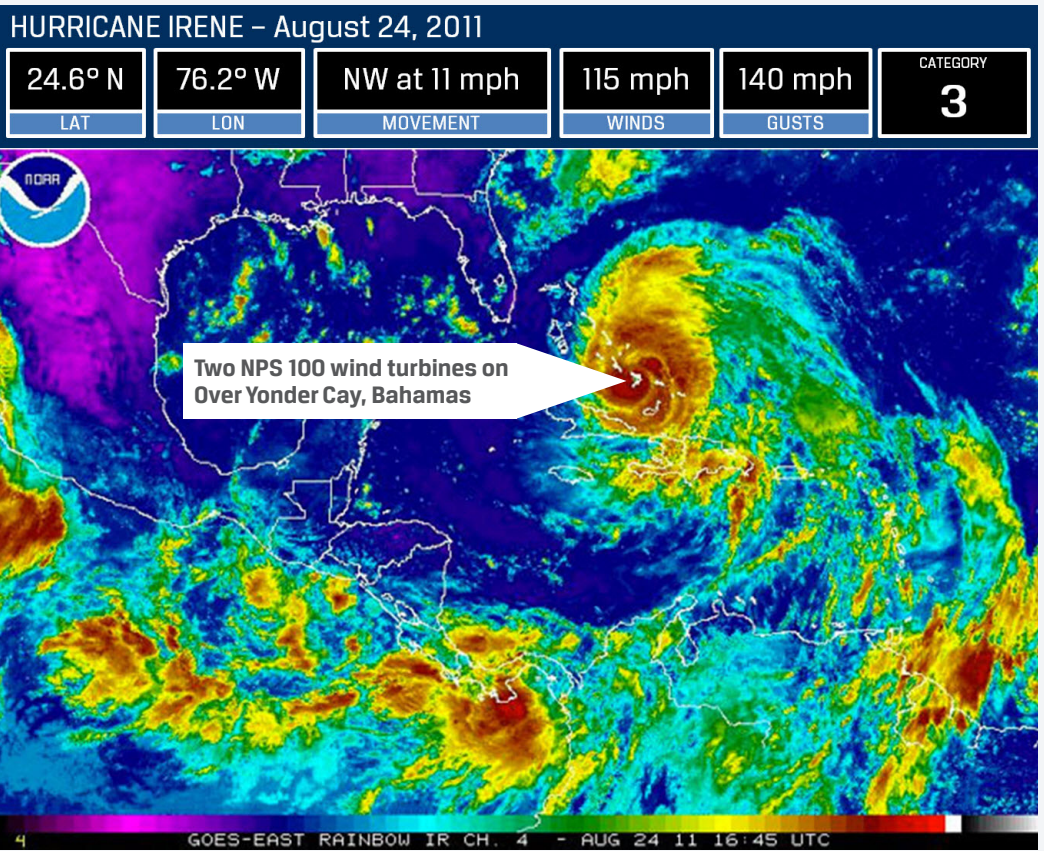 HURRICANE IRENE – August 24, 2011
24.6° N
76.2° W
NW at 11 mph
115 mph
140 mph
CATEGORY
3
LAT
LON
MOVEMENT
WINDS
GUSTS
NOAA
Two NPS 100 wind turbines on
Over Yonder Cay, Bahamas
4 GOES-EAST RAINBOW IR CH. 4 - AUG 24 11 16:45 UTC